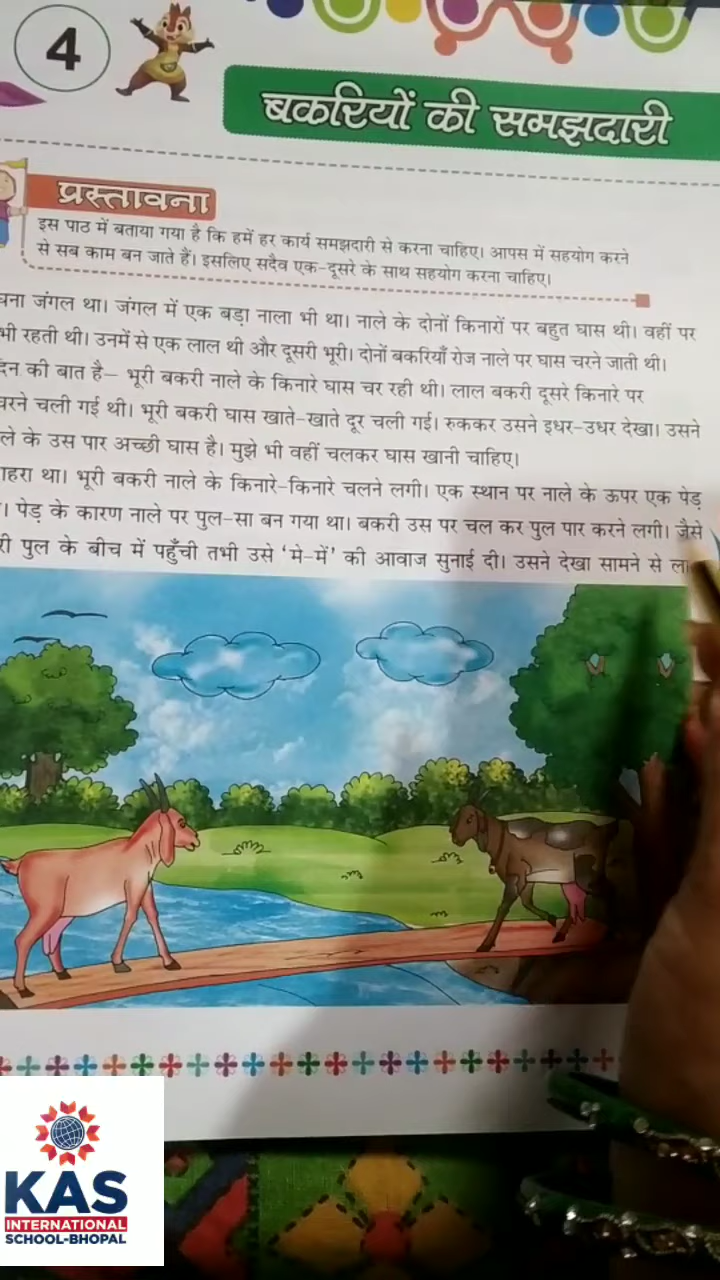 4
बकरियों की समझदारी
प्रस्तावना
इस पाठ में बताया गया है कि हमें हर कार्य समझदारी से करना चाहिए। आपस में सहयोग करने
से सब काम बन जाते हैं। इसलिए सदैव एक-दूसरे के साथ सहयोग करना चाहिए।
जंगल था। जंगल में एक बड़ा नाला भी था। नाले के दोनों किनारों पर बहुत घास थी। वहीं पर
भी रहती थी। उनमें से एक लाल थी और दूसरी भूरी। दोनों बकरियाँ रोज नाले पर घास चरने जाती थी।
की बात है– भूरी बकरी नाले के किनारे घास चर रही थी। लाल बकरी दूसरे किनारे पर
चली गई थी। भूरी बकरी घास खाते-खाते दूर चली गई। रुककर उसने इधर-उधर देखा। उसने
के उस पार अच्छी घास है। मुझे भी वहीं चलकर घास खानी चाहिए।
था। भूरी बकरी नाले के किनारे-किनारे चलने लगी। एक स्थान पर नाले के ऊपर एक पेड़
। पेड़ के कारण नाले पर पुल-सा बन गया था। बकरी उस पर चल कर पुल पार करने लगी। जैसे
पुल के बीच में पहुँची तभी उसे ‘मे-में’ की आवाज सुनाई दी। उसने देखा सामने से
KAS
INTERNATIONAL
SCHOOL-BHOPAL